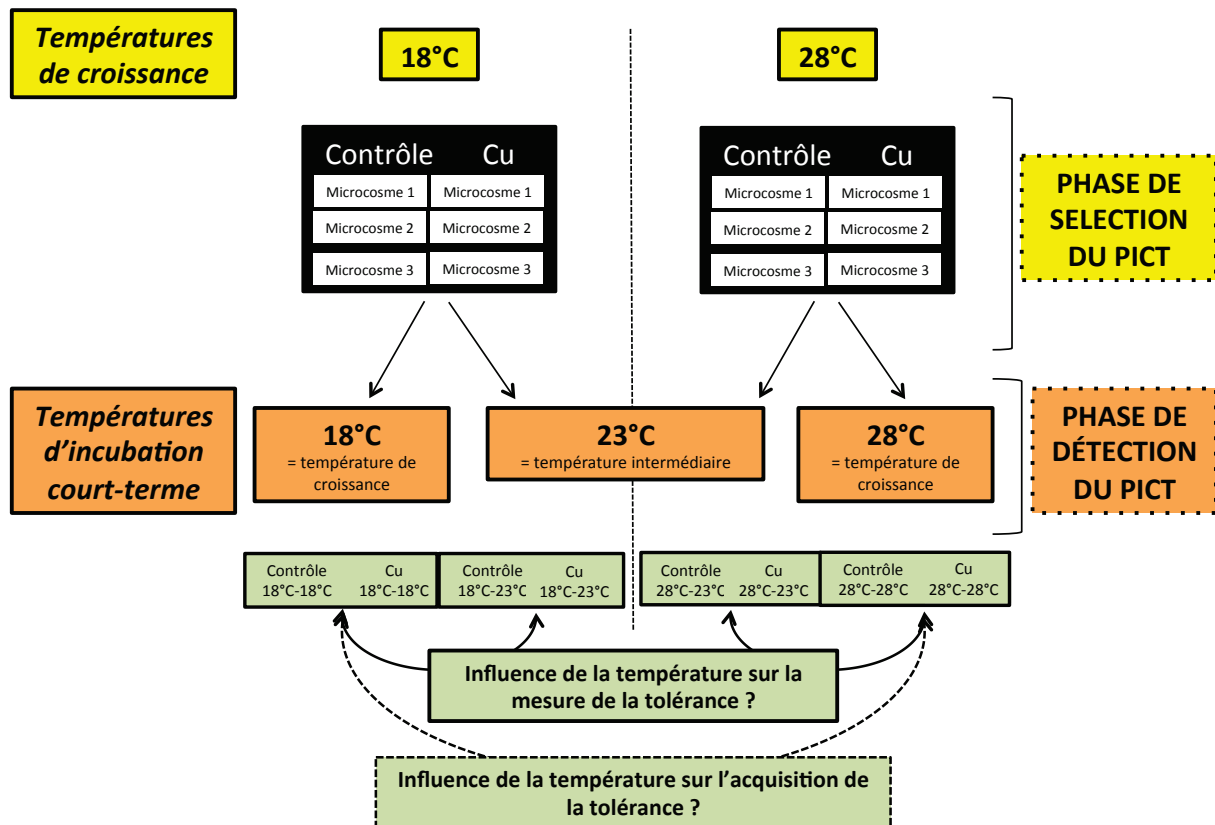 Températures
de croissance
18°C
28°C
Contrôle Cu
Microcosme 1 Microcosme 1
Microcosme 2 Microcosme 2
Microcosme 3 Microcosme 3
Contrôle Cu
Microcosme 1 Microcosme 1
Microcosme 2 Microcosme 2
Microcosme 3 Microcosme 3
PHASE DE
SELECTION
DU PICT
Températures
d'incubation
court-terme
18°C
= température de
croissance
23°C
= température intermédiaire
28°C
= température de
croissance
PHASE DE
DÉTECTION
DU PICT
Contrôle Cu
18°C-18°C 18°C-18°C
Contrôle Cu
18°C-23°C 18°C-23°C
Contrôle Cu
28°C-23°C 28°C-23°C
Contrôle Cu
28°C-28°C 28°C-28°C
Influence de la température sur la
mesure de la tolérance ?
Influence de la température sur l'acquisition de
la tolérance ?